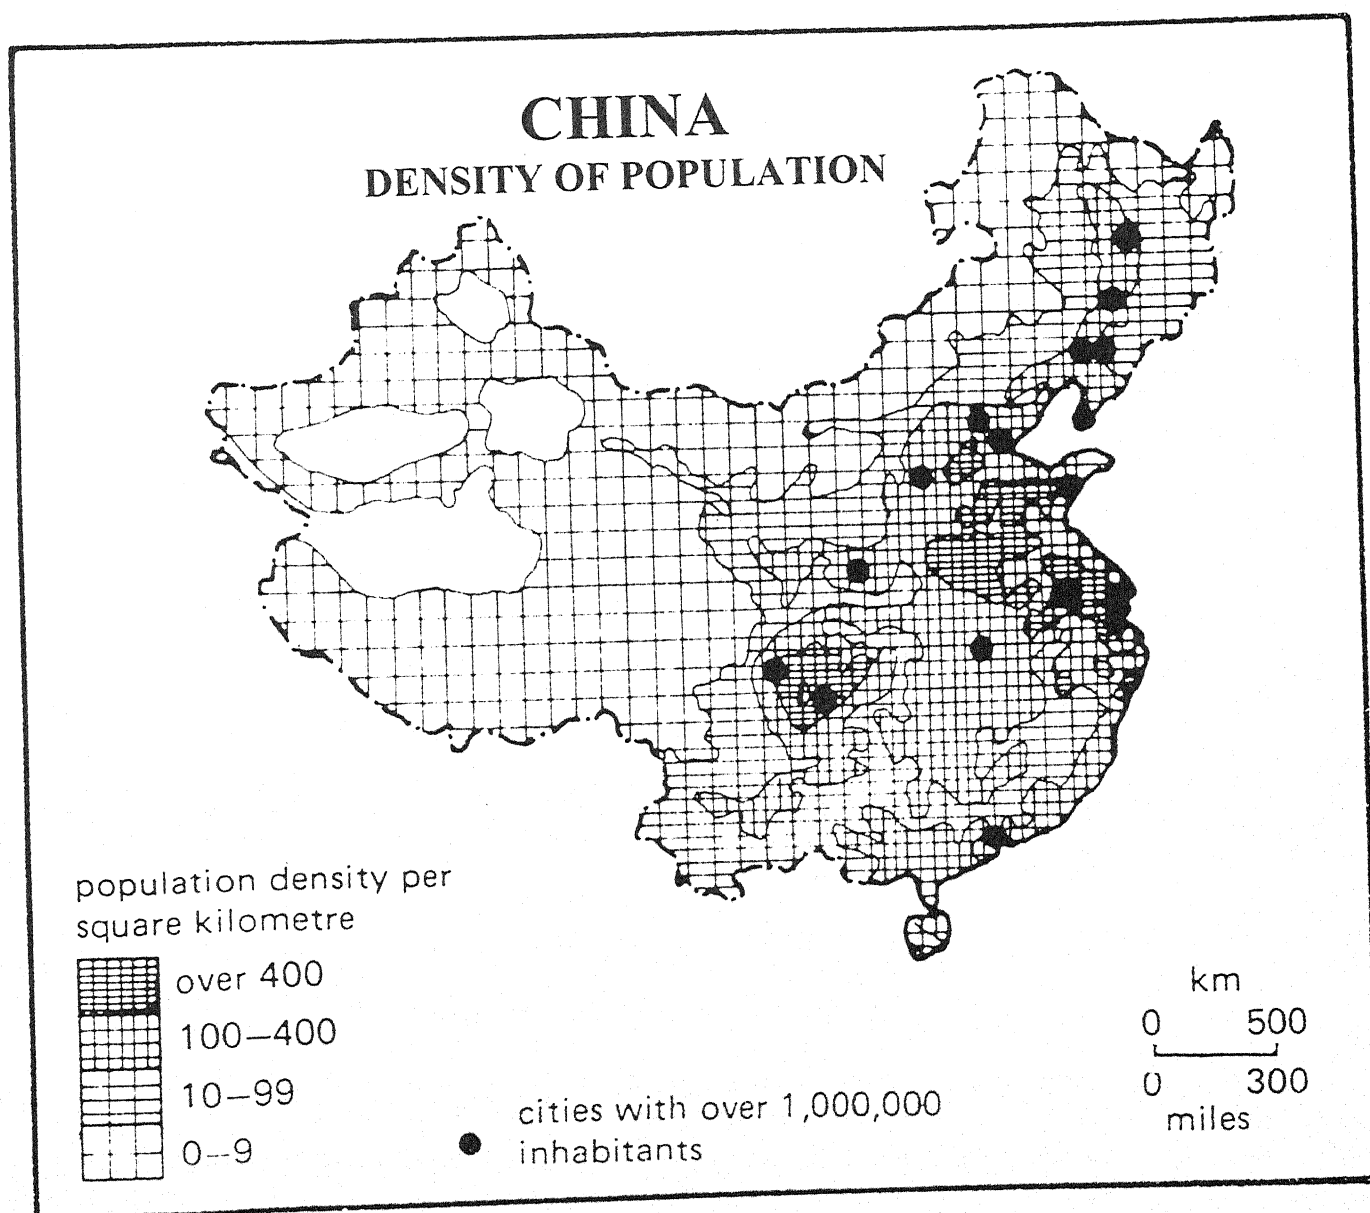 CHINA
DENSITY OF POPULATION
population density per
square kilometre
over 400
100–400
10–99
0–9
cities with over 1,000,000
inhabitants
km
0 500
0 300
miles